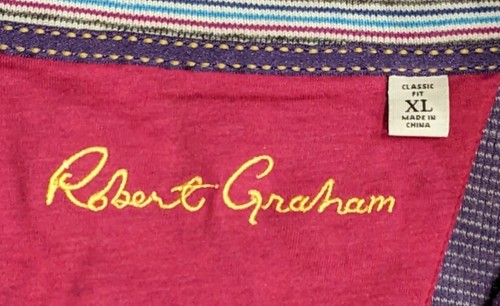 CLASSIC
FIT
XL
MADE IN
CHINA
Robert Graham